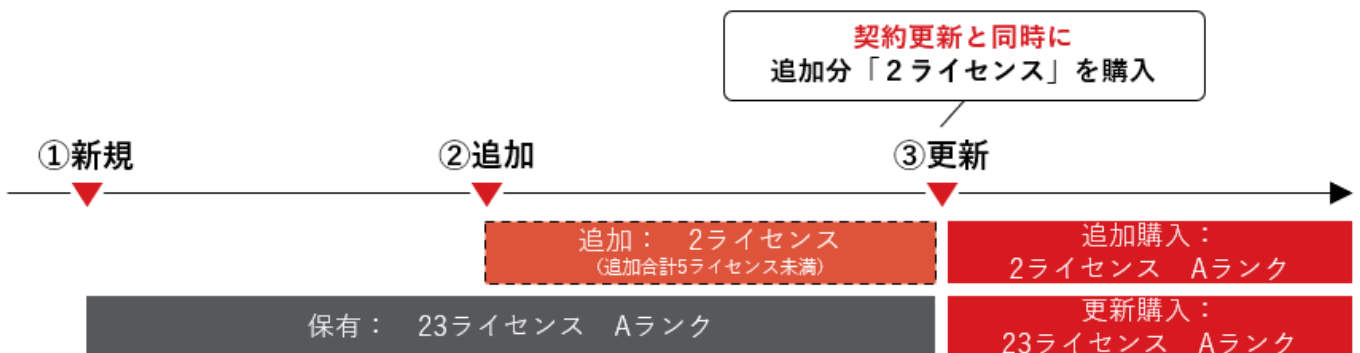 契約更新と同時に
追加分「２ライセンス」を購入
①新規
②追加
③更新
追加： 2ライセンス
(追加合計5ライセンス未満)
追加購入：
2ライセンス Aランク
保有： 23ライセンス Aランク
更新購入：
23ライセンス Aランク